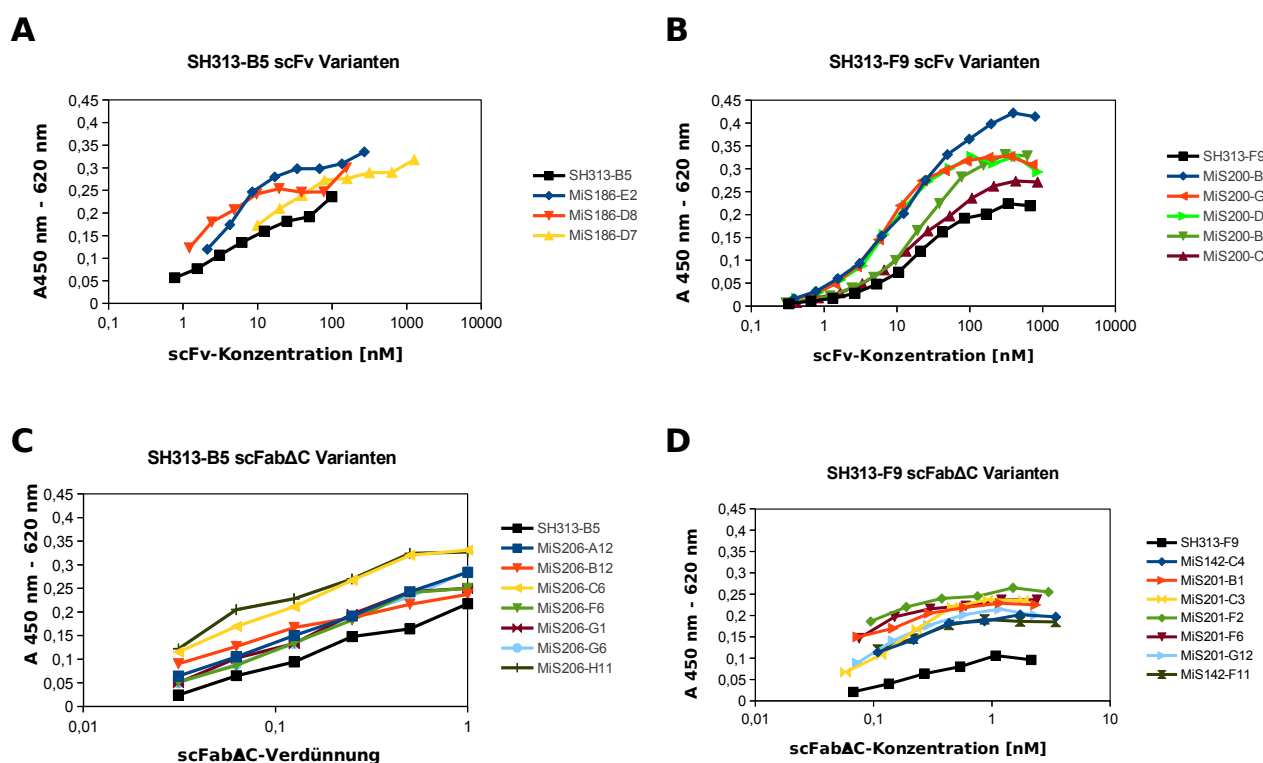 A
SH313-B5 scFv Varianten
A450 nm - 620 nm
0,45
0,4
0,35
0,3
0,25
0,2
0,15
0,1
0,05
0
0,1
1
10
100
1000
10000
scFv-Konzentration [nM]
SH313-B5
MiS186-E2
MiS186-D8
MiS186-D7
B
SH313-F9 scFv Varianten
A 450 nm - 620 nm
0,45
0,4
0,35
0,3
0,25
0,2
0,15
0,1
0,05
0
0,1
1
10
100
1000
10000
scFv-Konzentration [nM]
SH313-F9
MiS200-B
MiS200-G
MiS200-D
MiS200-B
MiS200-C
C
SH313-B5 scFabΔC Varianten
A 450 nm - 620 nm
0,45
0,4
0,35
0,3
0,25
0,2
0,15
0,1
0,05
0
0,1
1
scFabΔC-Verdünnung
SH313-B5
MiS206-A12
MiS206-B12
MiS206-C6
MiS206-F6
MiS206-G1
MiS206-G6
MiS206-H11
D
SH313-F9 scFabΔC Varianten
A 450 nm - 620 nm
0,45
0,4
0,35
0,3
0,25
0,2
0,15
0,1
0,05
0
0,01
0,1
1
10
scFabΔC-Konzentration [nM]
SH313-F9
MiS142-C4
MiS201-B1
MiS201-C3
MiS201-F2
MiS201-F6
MiS201-G12
MiS142-F11